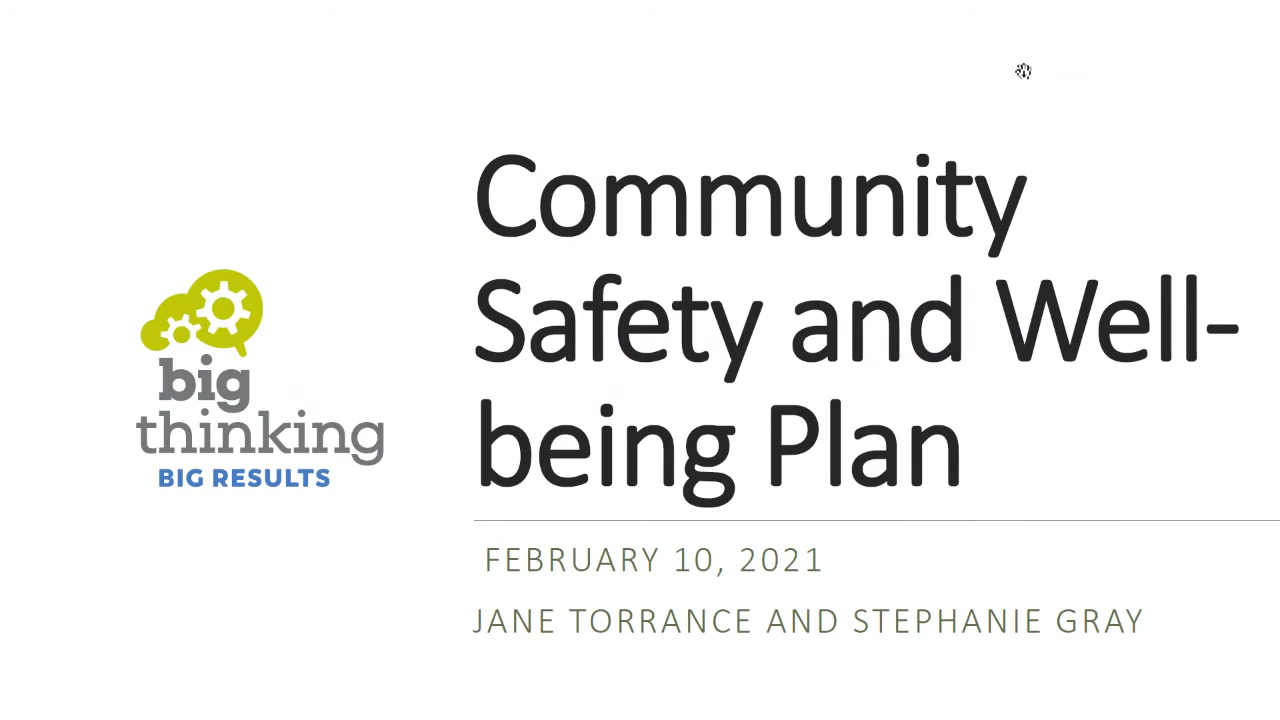 Community
Safety and Well-
being Plan
big
thinking
BIG RESULTS
FEBRUARY 10, 2021
JANE TORRANCE AND STEPHANIE GRAY